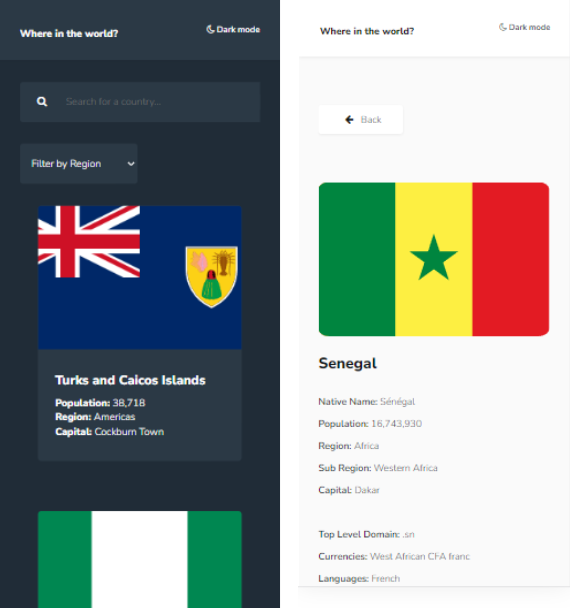 Where in the world?
Dark mode
Search for a country...
Filter by Region
Turks and Caicos Islands
Population: 38,718
Region: Americas
Capital: Cockburn Town
Where in the world?
Dark mode
Back
Senegal
Native Name: Sénégal
Population: 16,743,930
Region: Africa
Sub Region: Western Africa
Capital: Dakar
Top Level Domain: .sn
Currencies: West African CFA franc
Languages: French